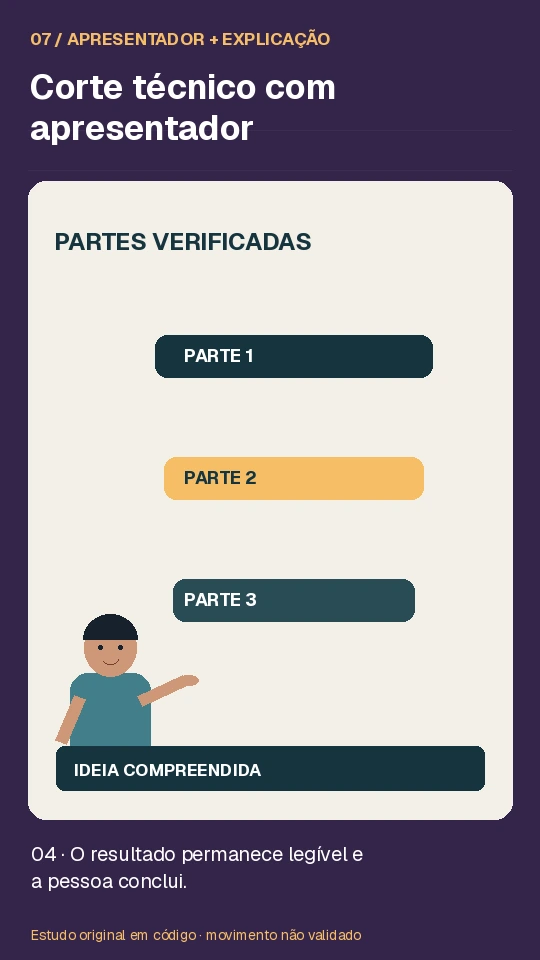 07 / APRESENTADOR + EXPLICAÇÃO
Corte técnico com
apresentador
PARTES VERIFICADAS
PARTE 1
PARTE 2
PARTE 3
IDEIA COMPREENDIDA
04 · O resultado permanece legível e
a pessoa conclui.
Estudo original em código · movimento não validado